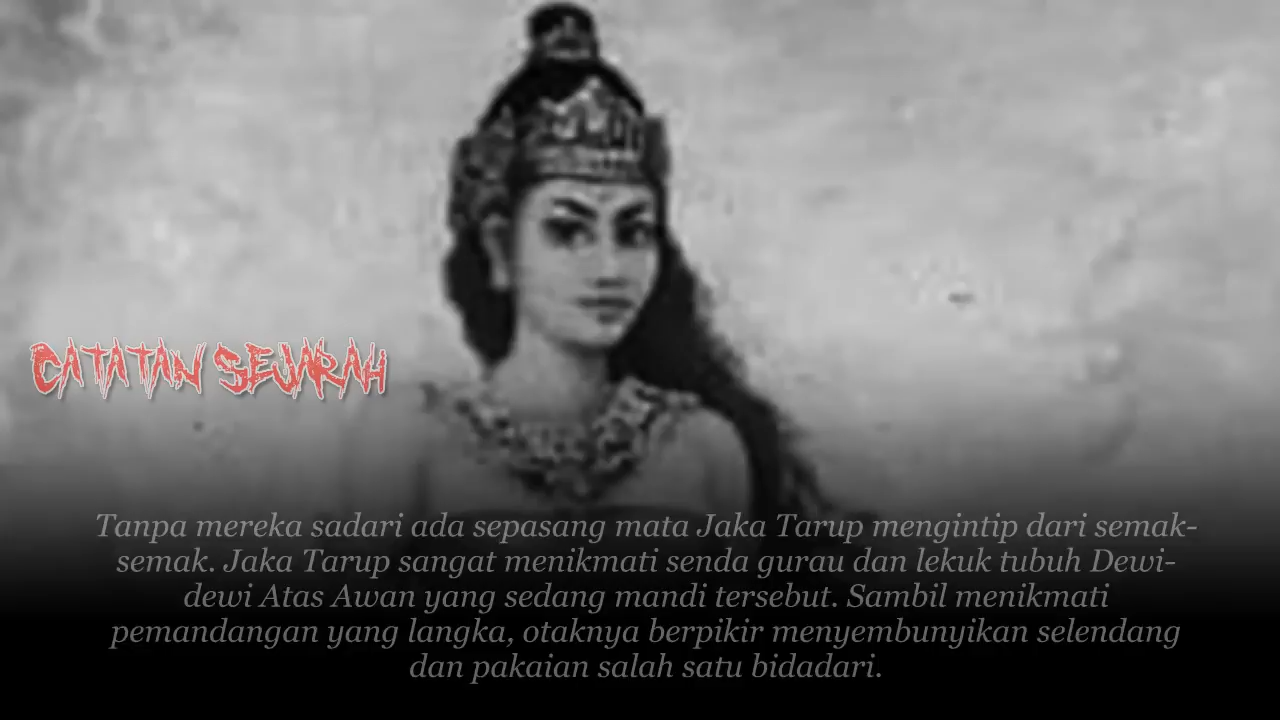 CATATAN SEJARAH
Tanpa mereka sadari ada sepasang mata Jaka Tarup mengintip dari semak-
semak. Jaka Tarup sangat menikmati senda gurau dan lekuk tubuh Dewi-
dewi Atas Awan yang sedang mandi tersebut. Sambil menikmati
pemandangan yang langka, otaknya berpikir menyembunyikan selendang
dan pakaian salah satu bidadari.